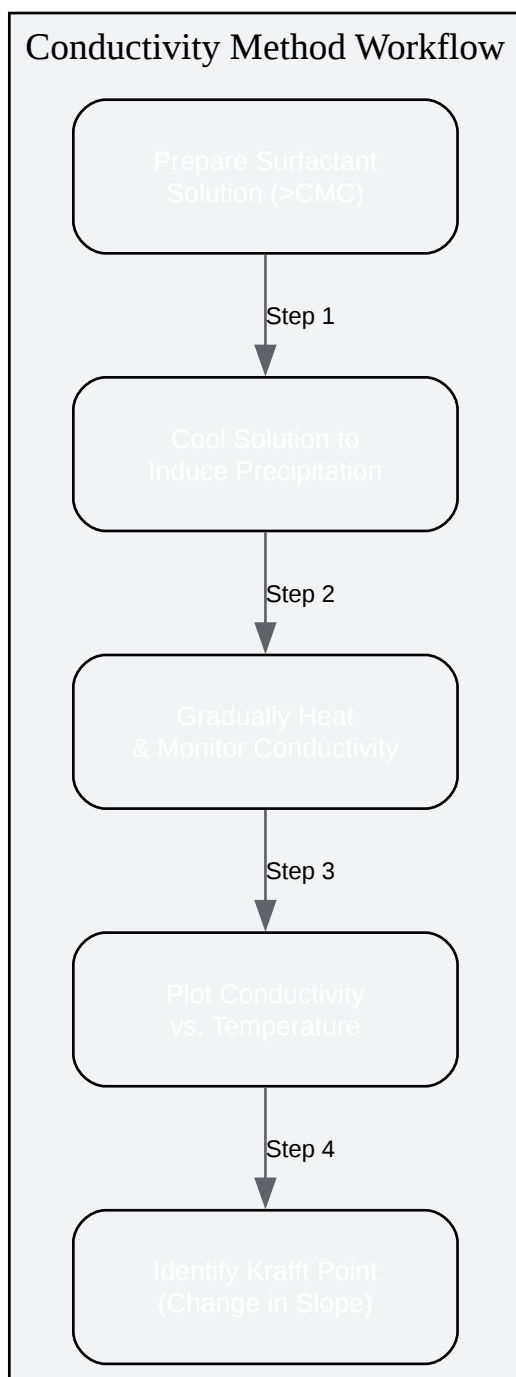 Conductivity Method Workflow
Prepare Surfactant
Solution (>CMC)
Step 1
Cool Solution to
Induce Precipitation
Step 2
Gradually Heat
& Monitor Conductivity
Step 3
Plot Conductivity
vs. Temperature
Step 4
Identify Krafft Point
(Change in Slope)